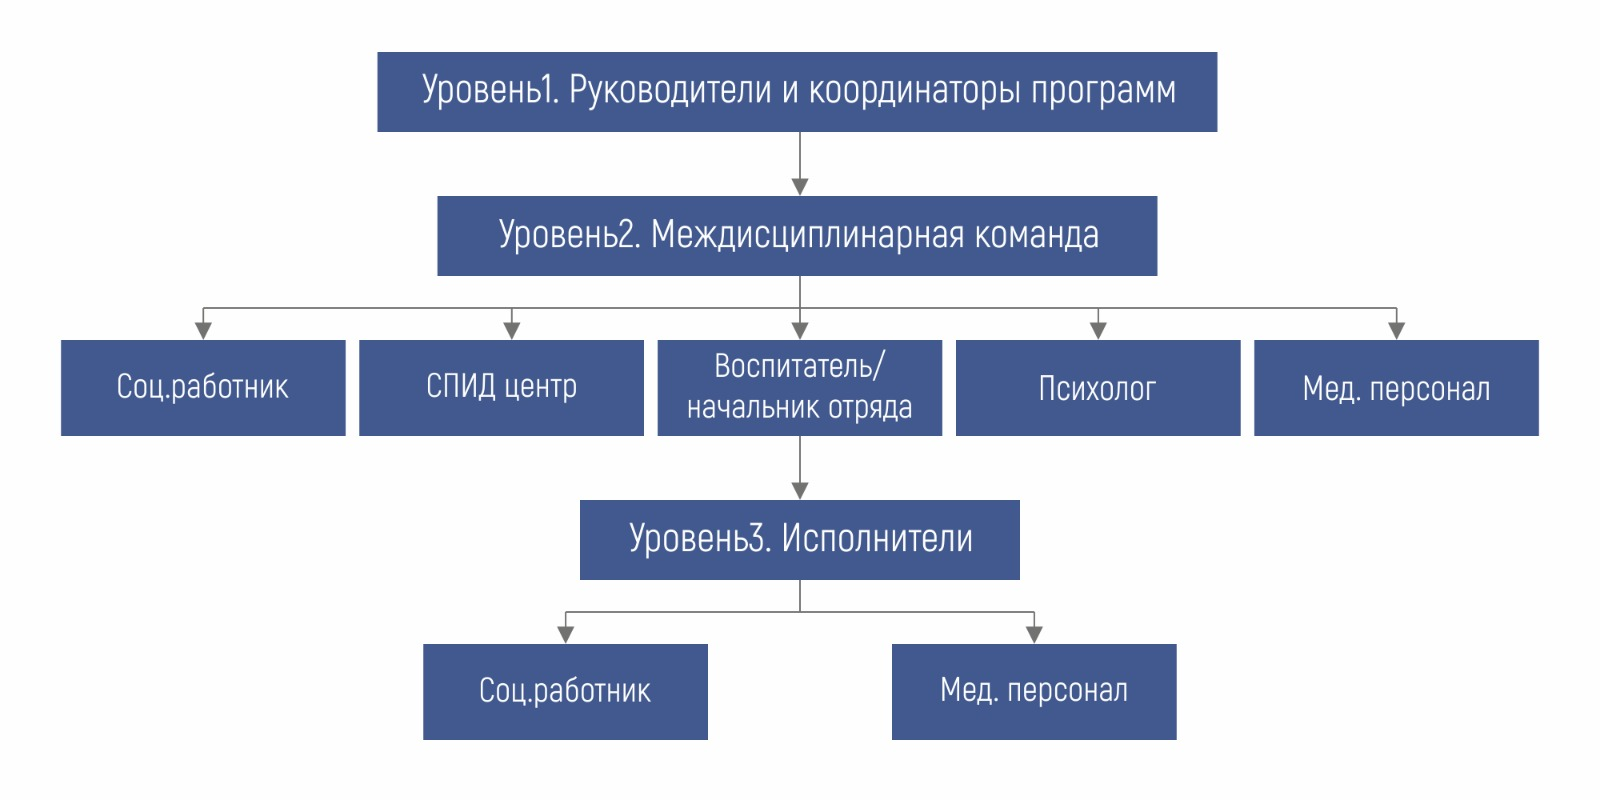 Уровень1. Руководители и координаторы программ
Уровень2. Междисциплинарная команда
Соц.работник
СПИД центр
Воспитатель/
начальник отряда
Психолог
Мед. персонал
Уровень3. Исполнители
Соц.работник
Мед. персонал